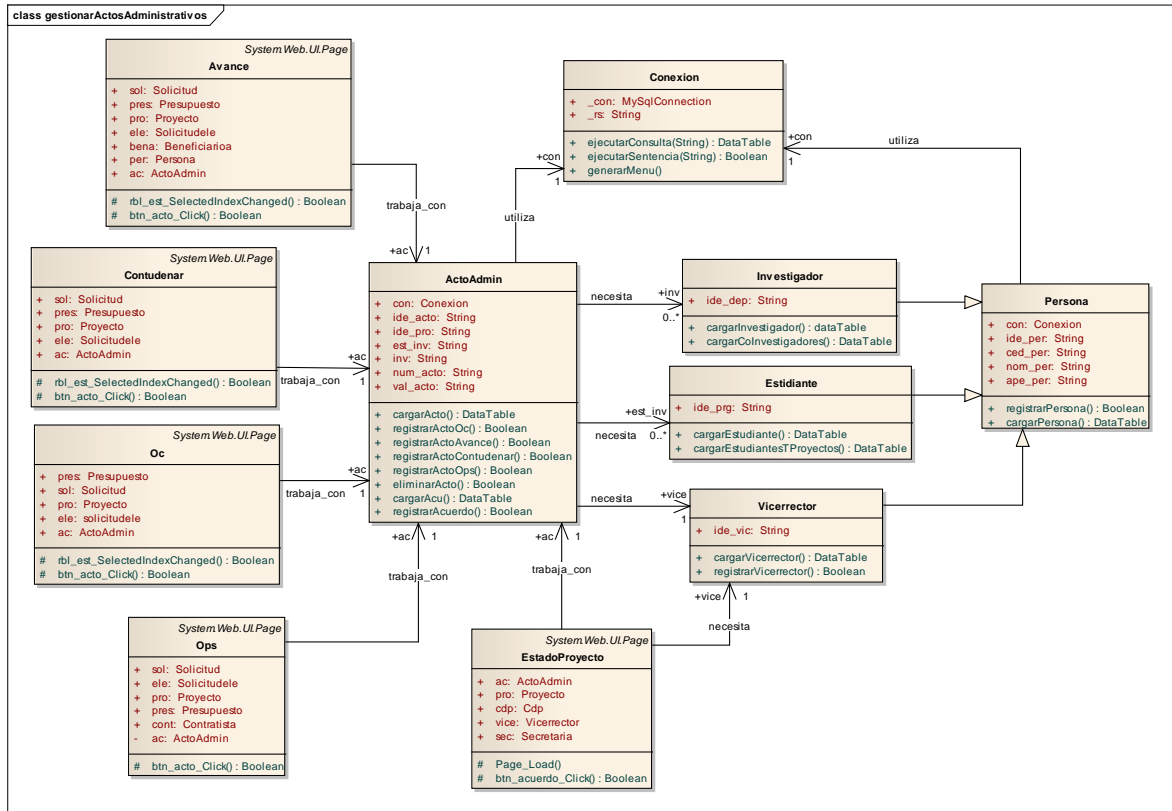 class gestionarActosAdministrativos
System.Web.UI.Page
Avance
+ sol: Solicitud
+ pres: Presupuesto
+ pro: Proyecto
+ ele: Solicitudele
+ bena: Beneficiarioa
+ per: Persona
+ ac: ActoAdmin
# rbl_est_SelectedIndexChanged() : Boolean
# btn_acto_Click() : Boolean
Conexion
+ _con: MySqlConnection
+ _rs: String
+ ejecutarConsulta(String) : DataTable
+ ejecutarSentencia(String) : Boolean
+ generarMenu()
+con
1
utiliza
+con
1
utiliza
trabaja_con
+ac
1
System.Web.UI.Page
Contudenar
+ sol: Solicitud
+ pres: Presupuesto
+ pro: Proyecto
+ ele: Solicitudele
+ ac: ActoAdmin
# rbl_est_SelectedIndexChanged() : Boolean
# btn_acto_Click() : Boolean
+ac
trabaja_con
1
ActoAdmin
+ con: Conexion
+ ide_acto: String
+ ide_pro: String
+ est_inv: String
+ inv: String
+ num_acto: String
+ val_acto: String
+ cargarActo() : DataTable
+ registrarActoOc() : Boolean
+ registrarActoAvance() : Boolean
+ registrarActoContudenar() : Boolean
+ registrarActoOps() : Boolean
+ eliminarActo() : Boolean
+ cargarAcu() : DataTable
+ registrarAcuerdo() : Boolean
necesita
+inv
0..*
Investigador
+ ide_dep: String
+ cargarInvestigador() : dataTable
+ cargarCoInvestigadores() : DataTable
Persona
+ con: Conexion
+ ide_per: String
+ ced_per: String
+ nom_per: String
+ ape_per: String
+ registrarPersona() : Boolean
+ cargarPersona() : DataTable
+est_inv
necesita
0..*
Estidiante
+ ide_prg: String
+ cargarEstudiante() : DataTable
+ cargarEstudiantesTProyectos() : DataTable
System.Web.UI.Page
Oc
+ pres: Presupuesto
+ sol: Solicitud
+ pro: Proyecto
+ ele: solicitudele
+ ac: ActoAdmin
# rbl_est_SelectedIndexChanged() : Boolean
# btn_acto_Click() : Boolean
+ac
trabaja_con
1
necesita
+vice
1
Vicerrector
+ ide_vic: String
+ cargarVicerrector() : DataTable
+ registrarVicerrector() : Boolean
+ac
1
trabaja_con
+ac
1
trabaja_con
+vice
1
necesita
System.Web.UI.Page
Ops
+ sol: Solicitud
+ ele: Solicitudele
+ pro: Proyecto
+ pres: Presupuesto
+ cont: Contratista
- ac: ActoAdmin
# btn_acto_Click() : Boolean
System.Web.UI.Page
EstadoProyecto
+ ac: ActoAdmin
+ pro: Proyecto
+ cdp: Cdp
+ vice: Vicerrector
+ sec: Secretaria
# Page_Load()
# btn_acuerdo_Click() : Boolean